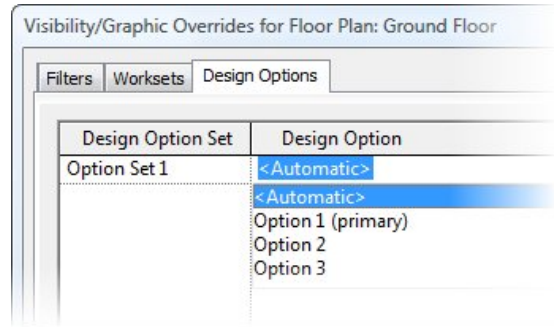 Visibility/Graphic Overrides for Floor Plan: Ground Floor
Filters Worksets Design Options
Design Option Set Design Option
Option Set 1 <Automatic>
<Automatic>
Option 1 (primary)
Option 2
Option 3